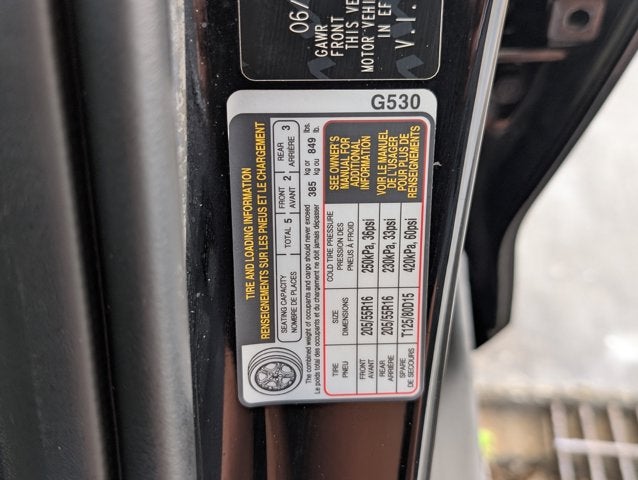 06/
GAWR
FRONT
THIS VE
MOTOR VEHI
IN EF
V.I.
G530
TIRE AND LOADING INFORMATION
RENSEIGNEMENTS SUR LES PNEUS ET LE CHARGEMENT
SEATING CAPACITY
NOMBRE DE PLACES
TOTAL 5
FRONT
AVANT 2
REAR
ARRIÈRE 3
The combined weight of occupants and cargo should never exceed
Le poids total des occupants et du chargement ne doit jamais dépasser
385 kg or kg ou 849 lbs. lb.
TIRE
PNEU
SIZE
DIMENSIONS
COLD TIRE PRESSURE
PRESSION DES
PNEUS À FROID
FRONT
AVANT
205/55R16
250kPa, 36psi
REAR
ARRIÈRE
205/55R16
230kPa, 33psi
SPARE
DE SECOURS
T125/80D15
420kPa, 60psi
SEE OWNER'S
MANUAL FOR
ADDITIONAL
INFORMATION
VOIR LE MANUEL
DE L'USAGER
POUR PLUS DE
RENSEIGNEMENTS